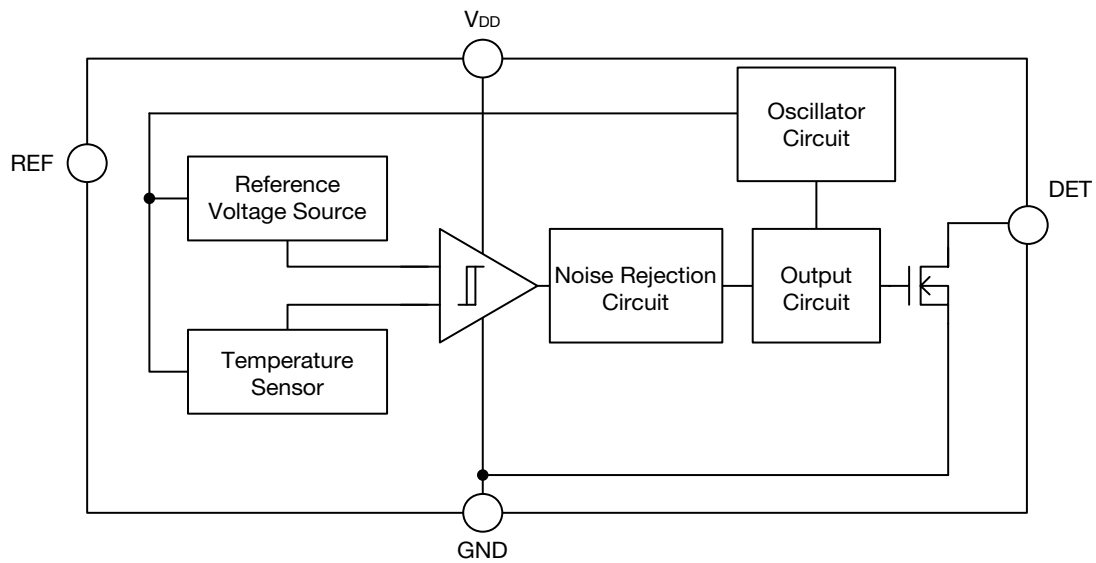 VDD
Oscillator
Circuit
REF
Reference
Voltage Source
DET
Noise Rejection
Circuit
Output
Circuit
Temperature
Sensor
GND